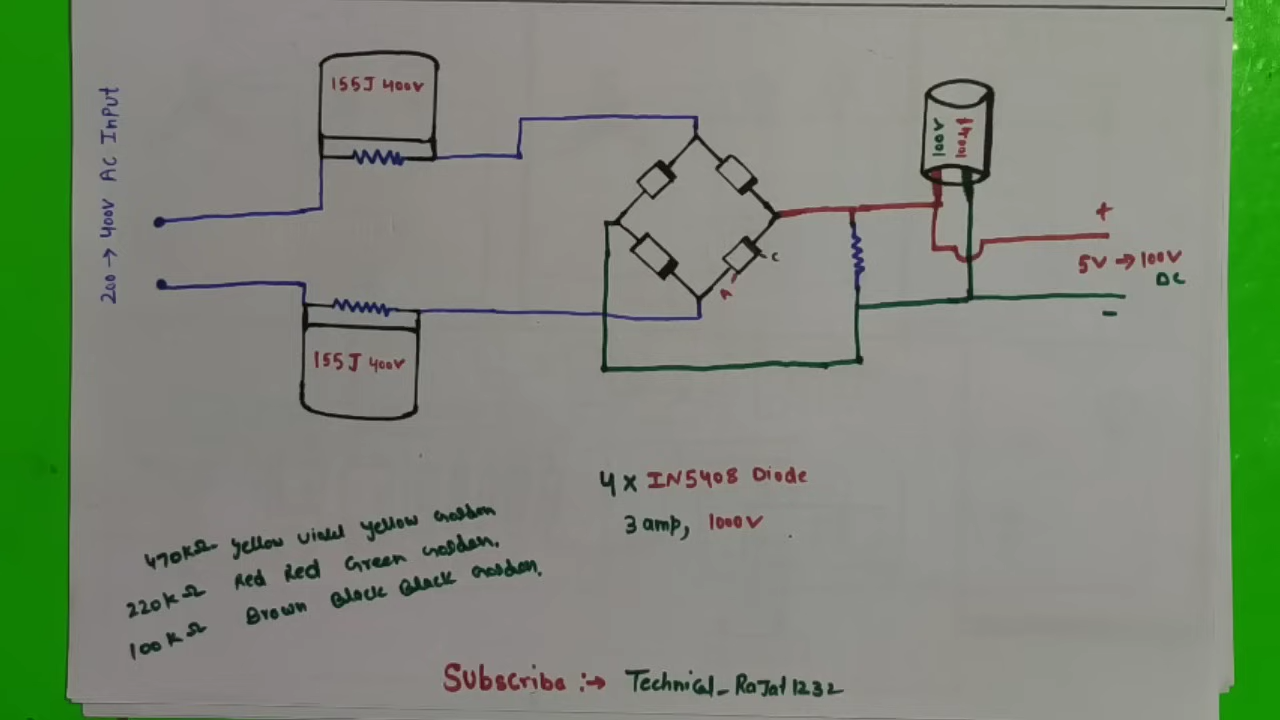 200 → 400V AC InPut
155J 400V
155J 400V
100V
100µf
+
5V → 100V
DC
-
C
A
4 x IN5408 Diode
3 amp, 1000V
470KΩ Yellow Violet Yellow Golden
220KΩ Red Red Green Golden,
100KΩ Brown Black Black Golden,
Subscribe :→ Technical_RaJat1232